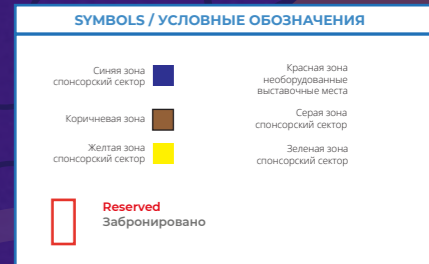 SYMBOLS / УСЛОВНЫЕ ОБОЗНАЧЕНИЯ
Синяя зона
спонсорский сектор
Красная зона
необорудованные
выставочные места
Коричневая зона
Серая зона
спонсорский сектор
Желтая зона
спонсорский сектор
Зеленая зона
спонсорский сектор
Reserved
Забронировано